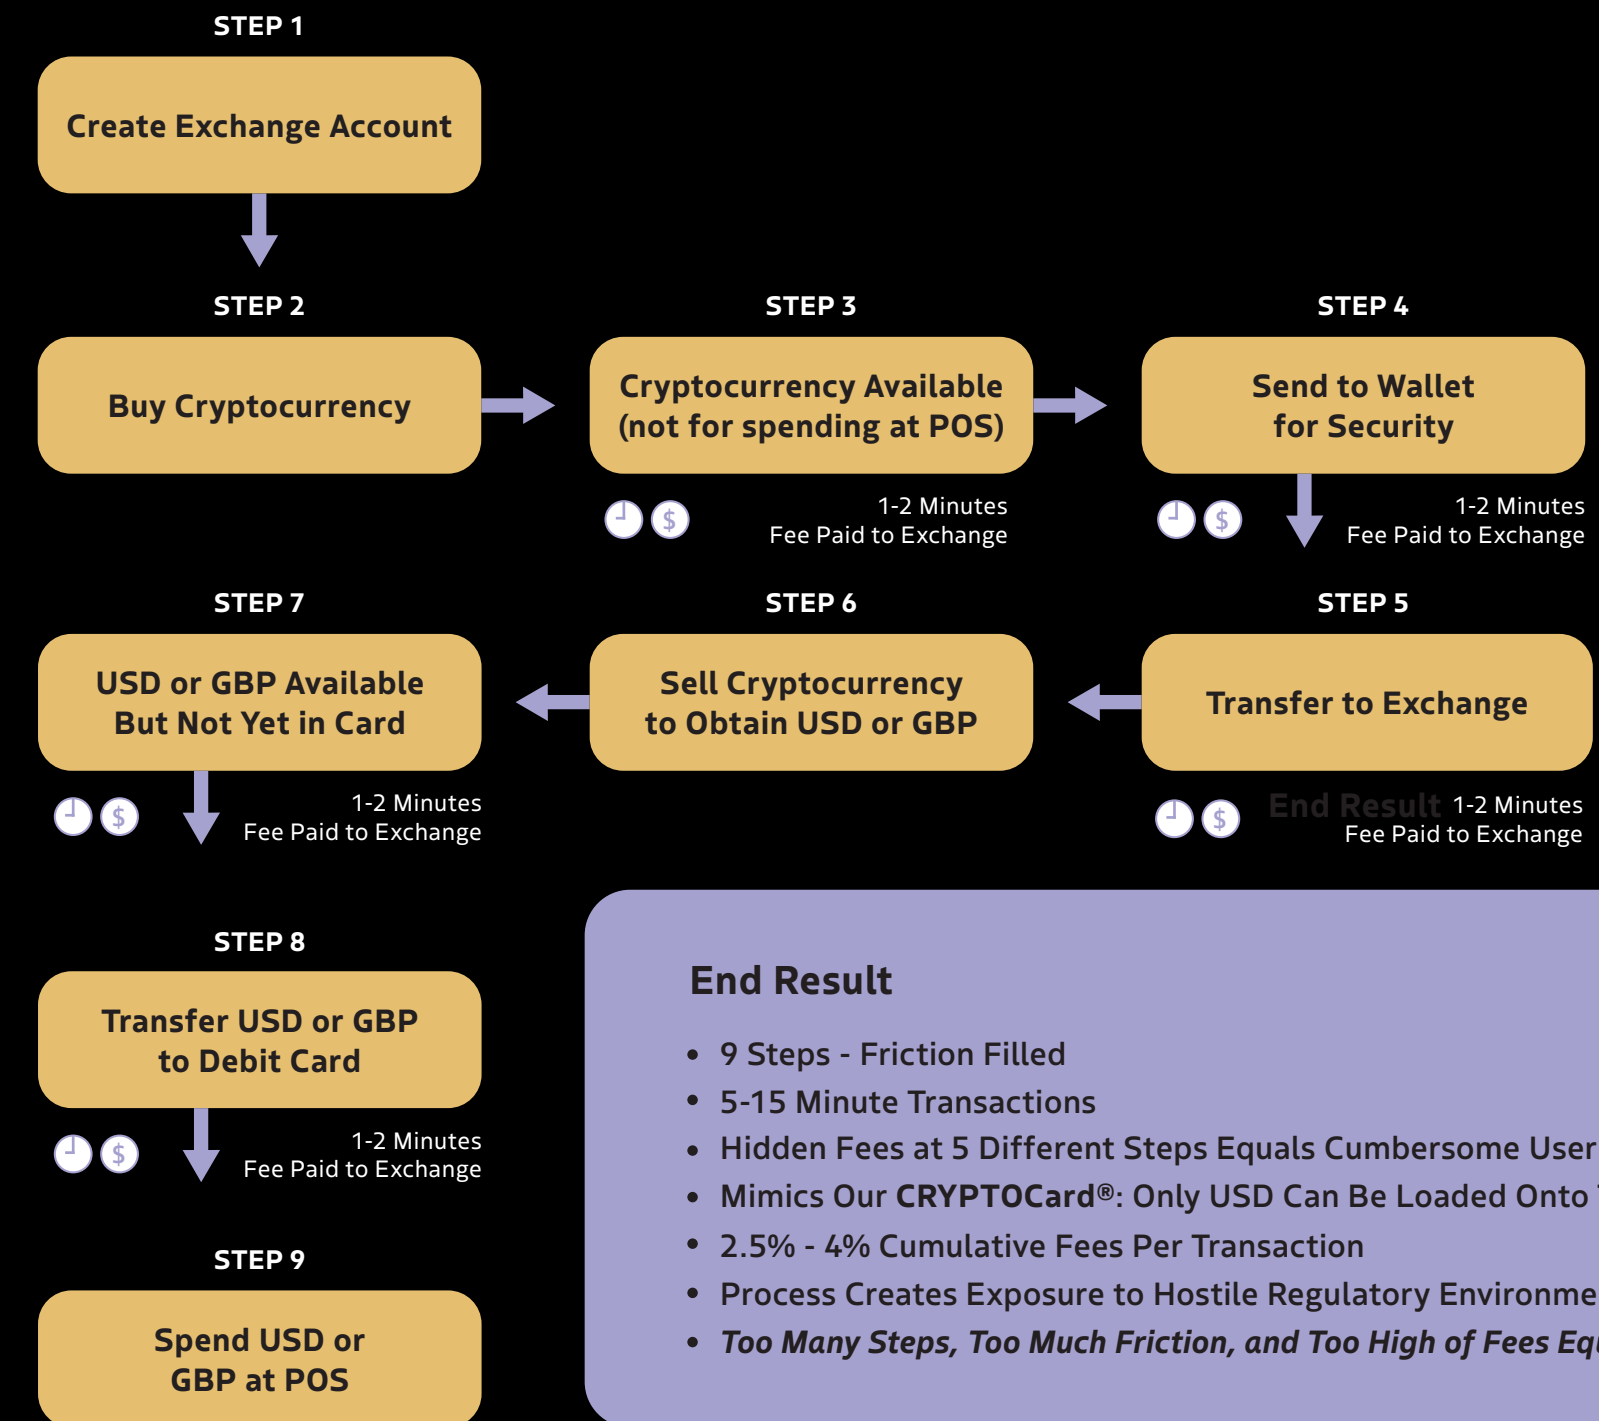 STEP 1
Create Exchange Account
STEP 2
Buy Cryptocurrency
STEP 3
Cryptocurrency Available
(not for spending at POS)
1-2 Minutes
Fee Paid to Exchange
STEP 4
Send to Wallet
for Security
1-2 Minutes
Fee Paid to Exchange
STEP 5
Transfer to Exchange
End Result
1-2 Minutes
Fee Paid to Exchange
STEP 6
Sell Cryptocurrency
to Obtain USD or GBP
STEP 7
USD or GBP Available
But Not Yet in Card
1-2 Minutes
Fee Paid to Exchange
STEP 8
Transfer USD or GBP
to Debit Card
1-2 Minutes
Fee Paid to Exchange
STEP 9
Spend USD or
GBP at POS
End Result
• 9 Steps - Friction Filled
• 5-15 Minute Transactions
• Hidden Fees at 5 Different Steps Equals Cumbersome User
• Mimics Our CRYPTOCard®: Only USD Can Be Loaded Onto
• 2.5% - 4% Cumulative Fees Per Transaction
• Process Creates Exposure to Hostile Regulatory
• Too Many Steps, Too Much Friction, and Too High of Fees